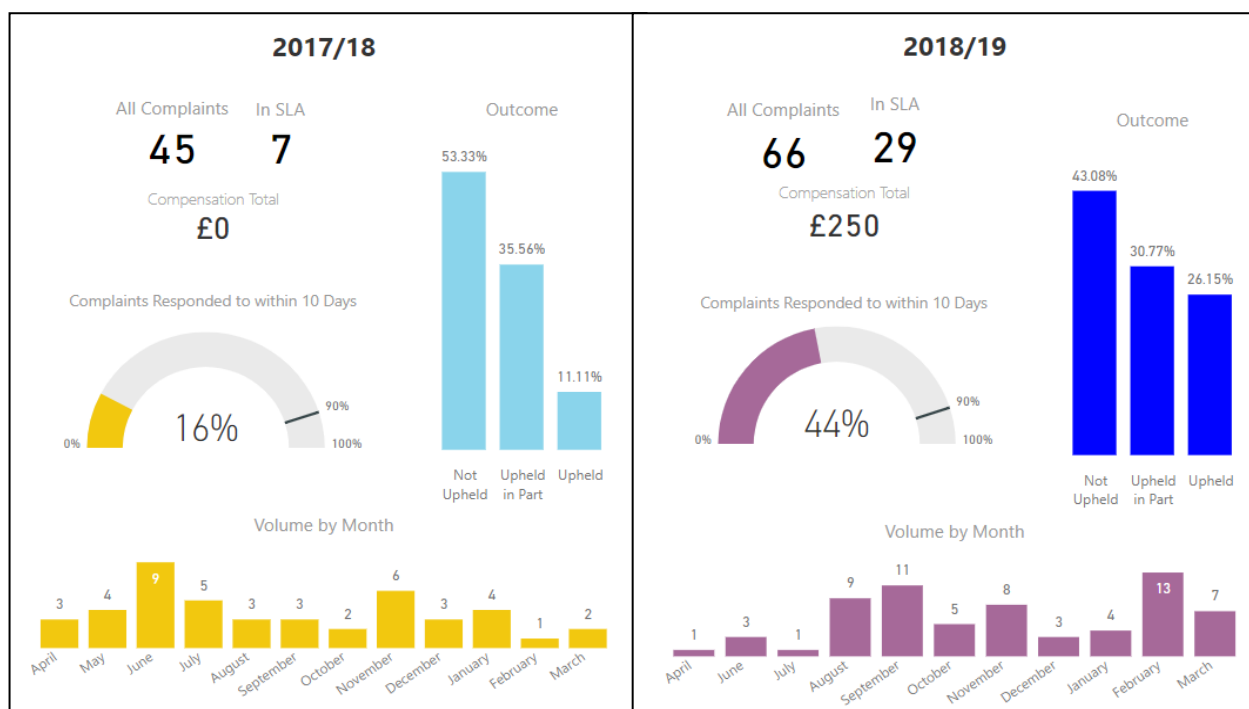 2017/18
All Complaints In SLA
45 7
Compensation Total
£0
Outcome
53.33%
35.56%
11.11%
Not Upheld
Upheld in Part
Upheld
Complaints Responded to within 10 Days
0%
16%
90%
100%
Volume by Month
3 4 9 5 3 3 2 6 3 4 1 2
April May June July August September October November December January February March
2018/19
All Complaints In SLA
66 29
Compensation Total
£250
Outcome
43.08%
30.77%
26.15%
Not Upheld
Upheld in Part
Upheld
Complaints Responded to within 10 Days
0%
44%
90%
100%
Volume by Month
1 3 1 9 11 5 8 3 4 13 7
April June July August September October November December January February March